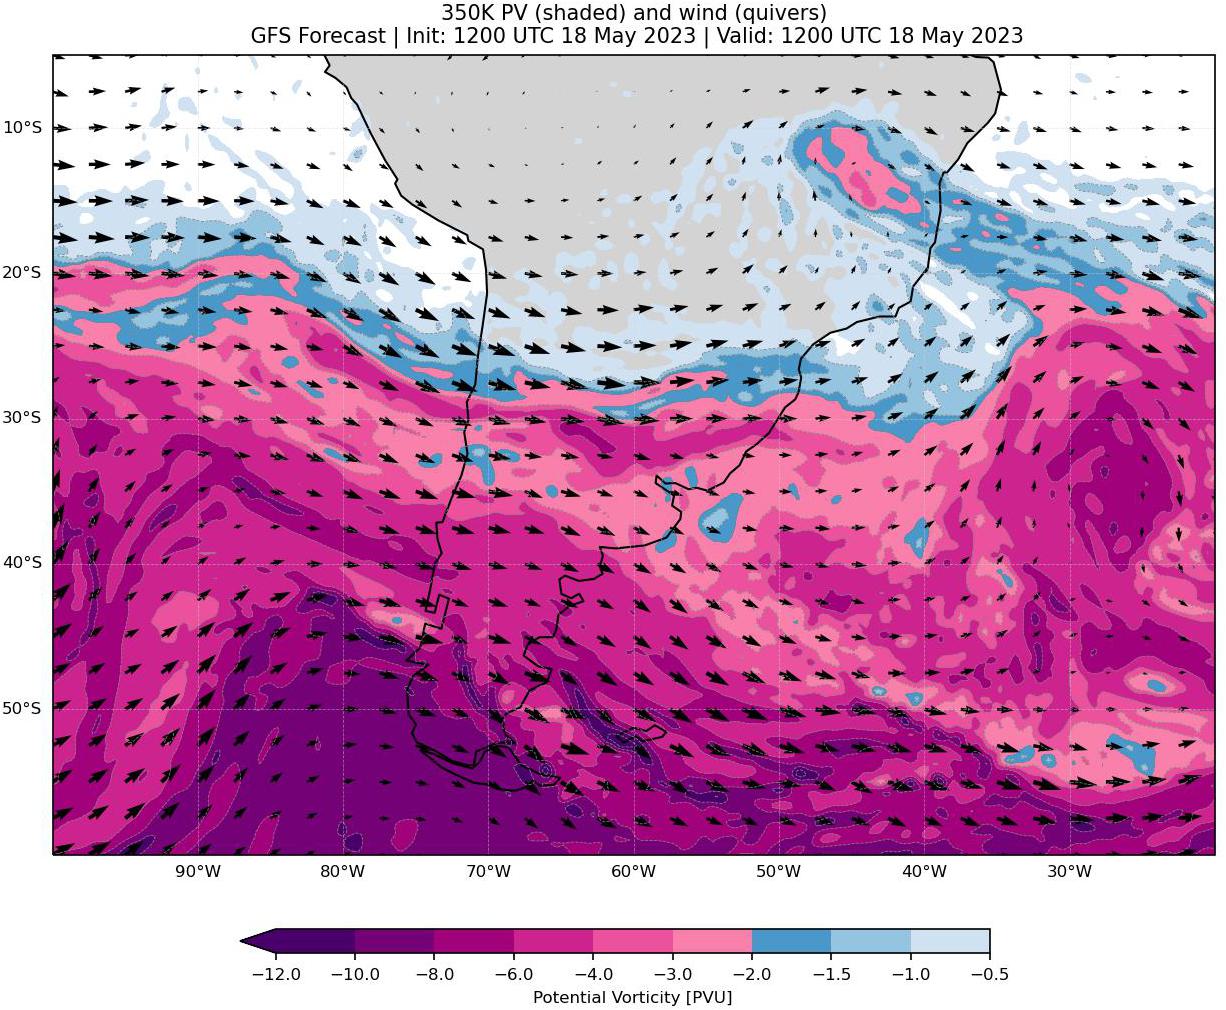 350K PV (shaded) and wind (quivers)
GFS Forecast | Init: 1200 UTC 18 May 2023 | Valid: 1200 UTC 18 May 2023
10°S
20°S
30°S
40°S
50°S
90°W 80°W 70°W 60°W 50°W 40°W 30°W
−12.0 −10.0 −8.0 −6.0 −4.0 −3.0 −2.0 −1.5 −1.0 −0.5
Potential Vorticity [PVU]